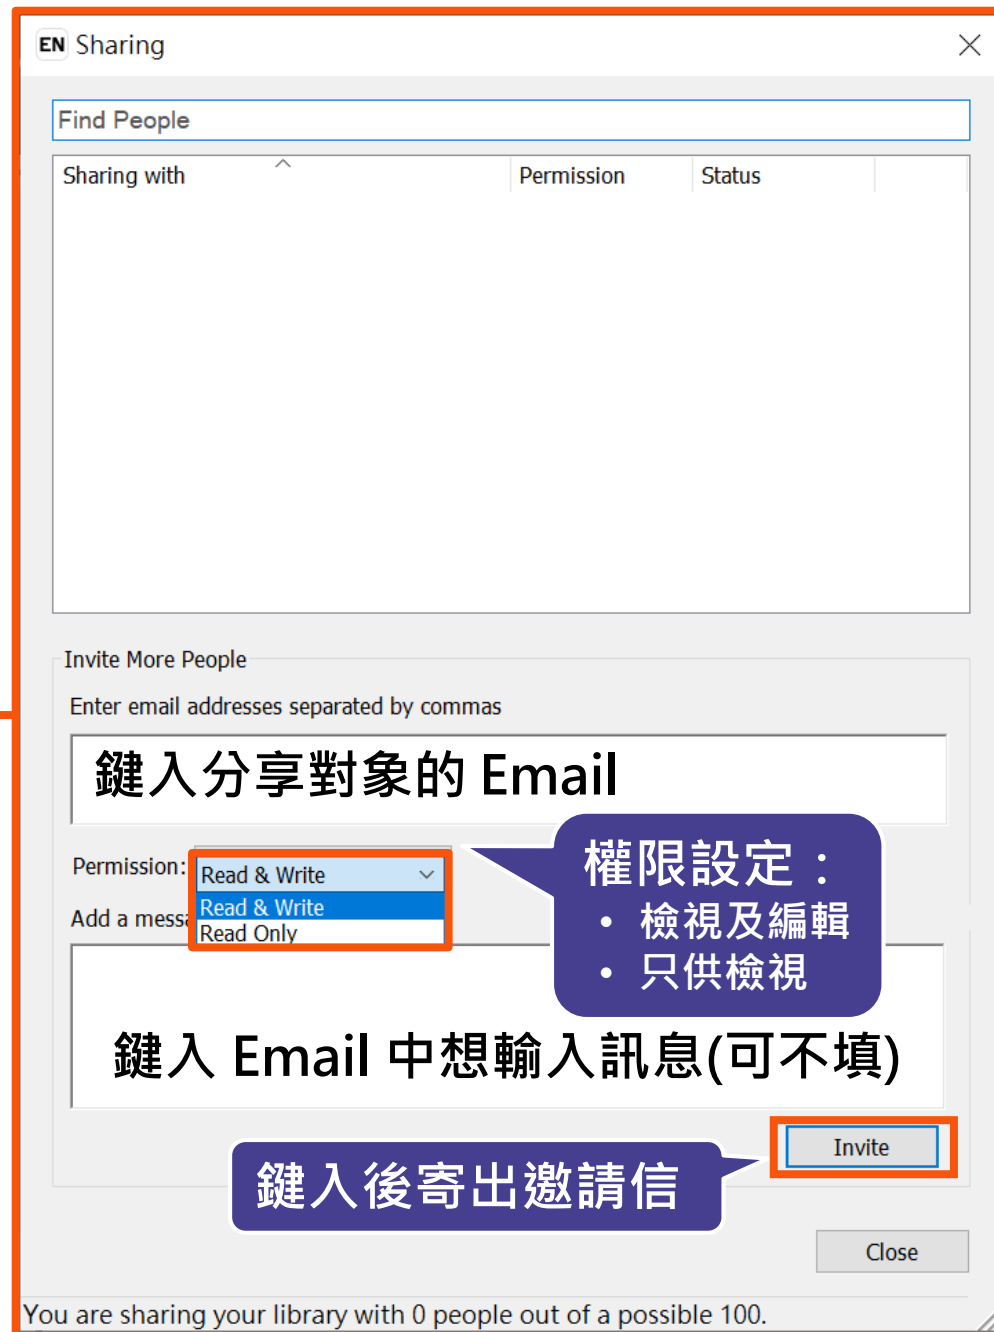 EN Sharing
Find People
Sharing with Permission Status
Invite More People
Enter email addresses separated by commas
鍵入分享對象的 Email
Permission: Read & Write
Read & Write
Read Only
權限設定：
• 檢視及編輯
• 只供檢視
Add a messa
鍵入 Email 中想輸入訊息(可不填)
Invite
鍵入後寄出邀請信
Close
You are sharing your library with 0 people out of a possible 100.